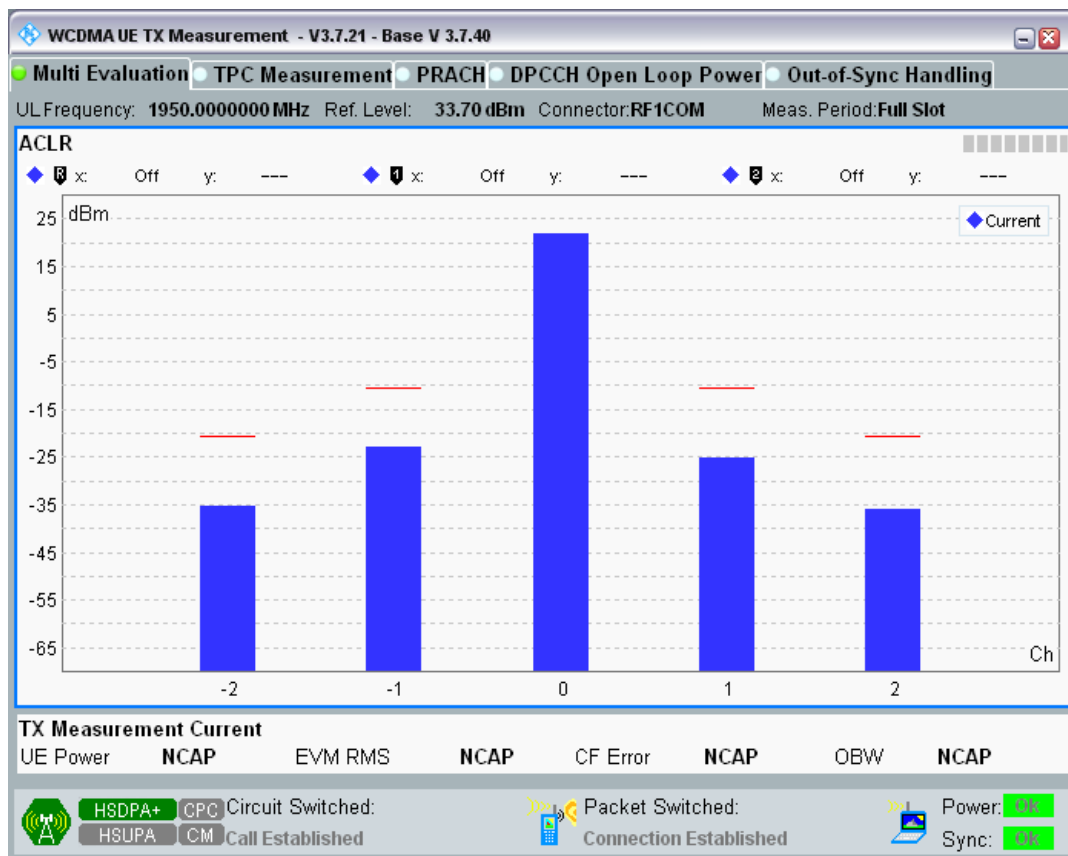 WCDMA UE TX Measurement - V3.7.21 - Base V 3.7.40
Multi Evaluation TPC Measurement PRACH DPCCH Open Loop Power Out-of-Sync Handling
UL Frequency: 1950.0000000 MHz Ref. Level: 33.70 dBm Connector:RF1COM Meas. Period:Full Slot
ACLR
R x: Off y: --- 1 x: Off y: --- 2 x: Off y: ---
dBm
Current
25
15
5
-5
-15
-25
-35
-45
-55
-65
Ch
-2 -1 0 1 2
TX Measurement Current
UE Power NCAP EVM RMS NCAP CF Error NCAP OBW NCAP
HSDPA+ CPC Circuit Switched: Packet Switched: Power: OK
HSUPA CM Call Established Connection Established Sync: OK